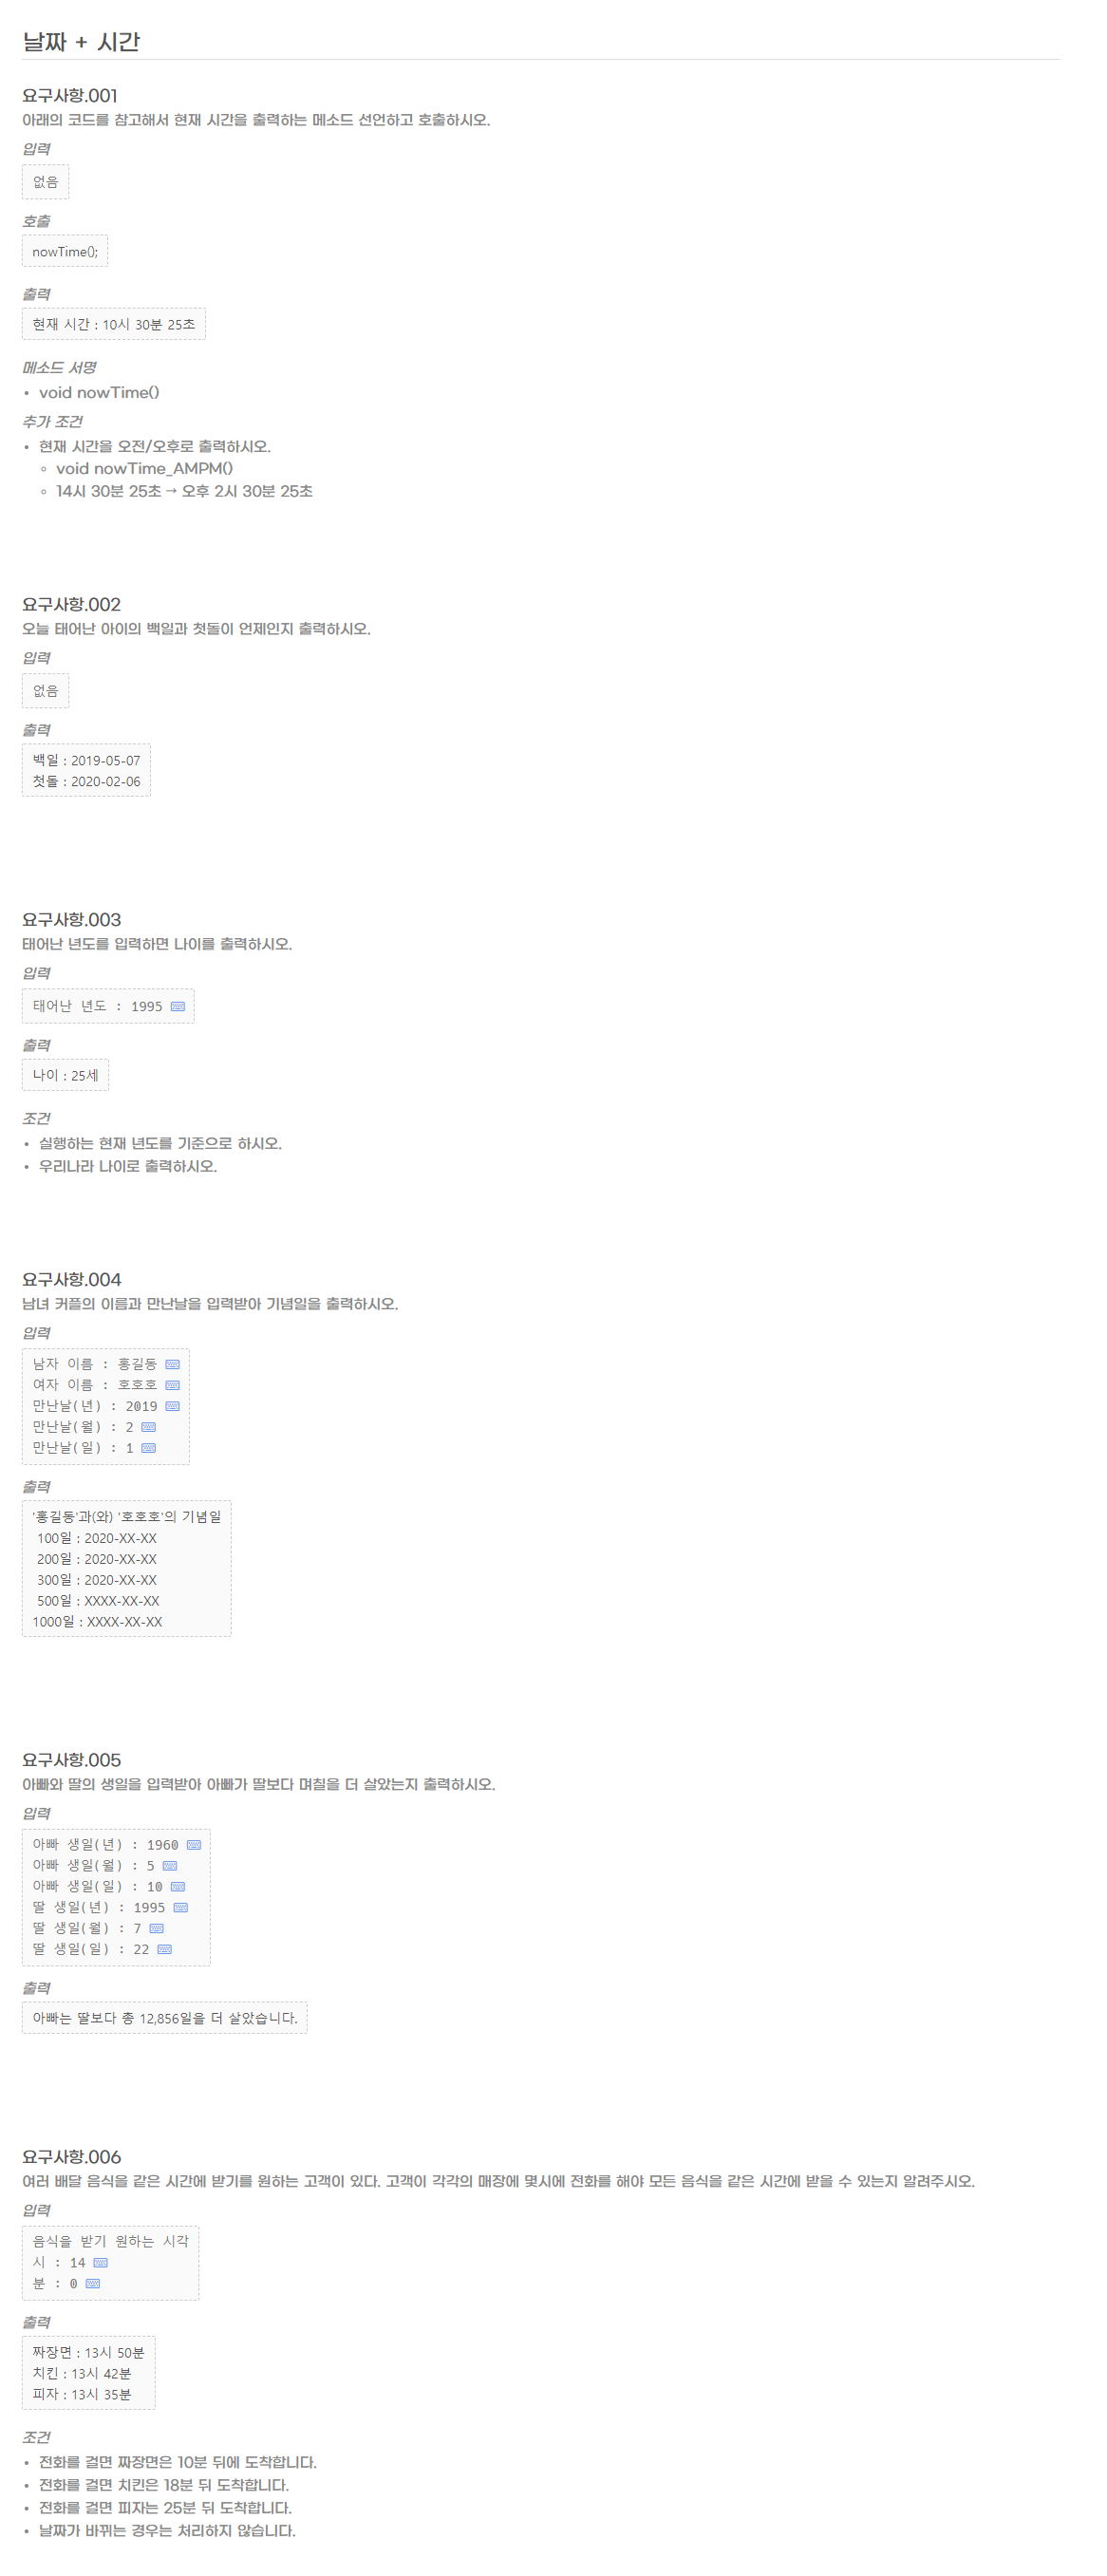 날짜 + 시간
요구사항.001
아래의 코드를 참고해서 현재 시간을 출력하는 메소드 선언하고 호출하시오.
입력
없음
호출
nowTime();
출력
현재 시간 : 10시 30분 25초
메소드 서명
• void nowTime()
추가 조건
• 현재 시간을 오전/오후로 출력하시오.
◦ void nowTime_AMPM()
◦ 14시 30분 25초 → 오후 2시 30분 25초
요구사항.002
오늘 태어난 아이의 백일과 첫돌이 언제인지 출력하시오.
입력
없음
출력
백일 : 2019-05-07
첫돌 : 2020-02-06
요구사항.003
태어난 년도를 입력하면 나이를 출력하시오.
입력
태어난 년도 : 1995
출력
나이 : 25세
조건
• 실행하는 현재 년도를 기준으로 하시오.
• 우리나라 나이로 출력하시오.
요구사항.004
남녀 커플의 이름과 만난날을 입력받아 기념일을 출력하시오.
입력
남자 이름 : 홍길동
여자 이름 : 호호호
만난날(년) : 2019
만난날(월) : 2
만난날(일) : 1
출력
'홍길동'과(와) '호호호'의 기념일
100일 : 2020-XX-XX
200일 : 2020-XX-XX
300일 : 2020-XX-XX
500일 : XXXX-XX-XX
1000일 : XXXX-XX-XX
요구사항.005
아빠와 딸의 생일을 입력받아 아빠가 딸보다 며칠을 더 살았는지 출력하시오.
입력
아빠 생일(년) : 1960
아빠 생일(월) : 5
아빠 생일(일) : 10
딸 생일(년) : 1995
딸 생일(월) : 7
딸 생일(일) : 22
출력
아빠는 딸보다 총 12,856일을 더 살았습니다.
요구사항.006
여러 배달 음식을 같은 시간에 받기를 원하는 고객이 있다. 고객이 각각의 매장에 몇시에 전화를 해야 모든 음식을 같은 시간에 받을 수 있는지 알려주시오.
입력
음식을 받기 원하는 시각
시 : 14
분 : 0
출력
짜장면 : 13시 50분
치킨 : 13시 42분
피자 : 13시 35분
조건
• 전화를 걸면 짜장면은 10분 뒤에 도착합니다.
• 전화를 걸면 치킨은 18분 뒤 도착합니다.
• 전화를 걸면 피자는 25분 뒤 도착합니다.
• 날짜가 바뀌는 경우는 처리하지 않습니다.